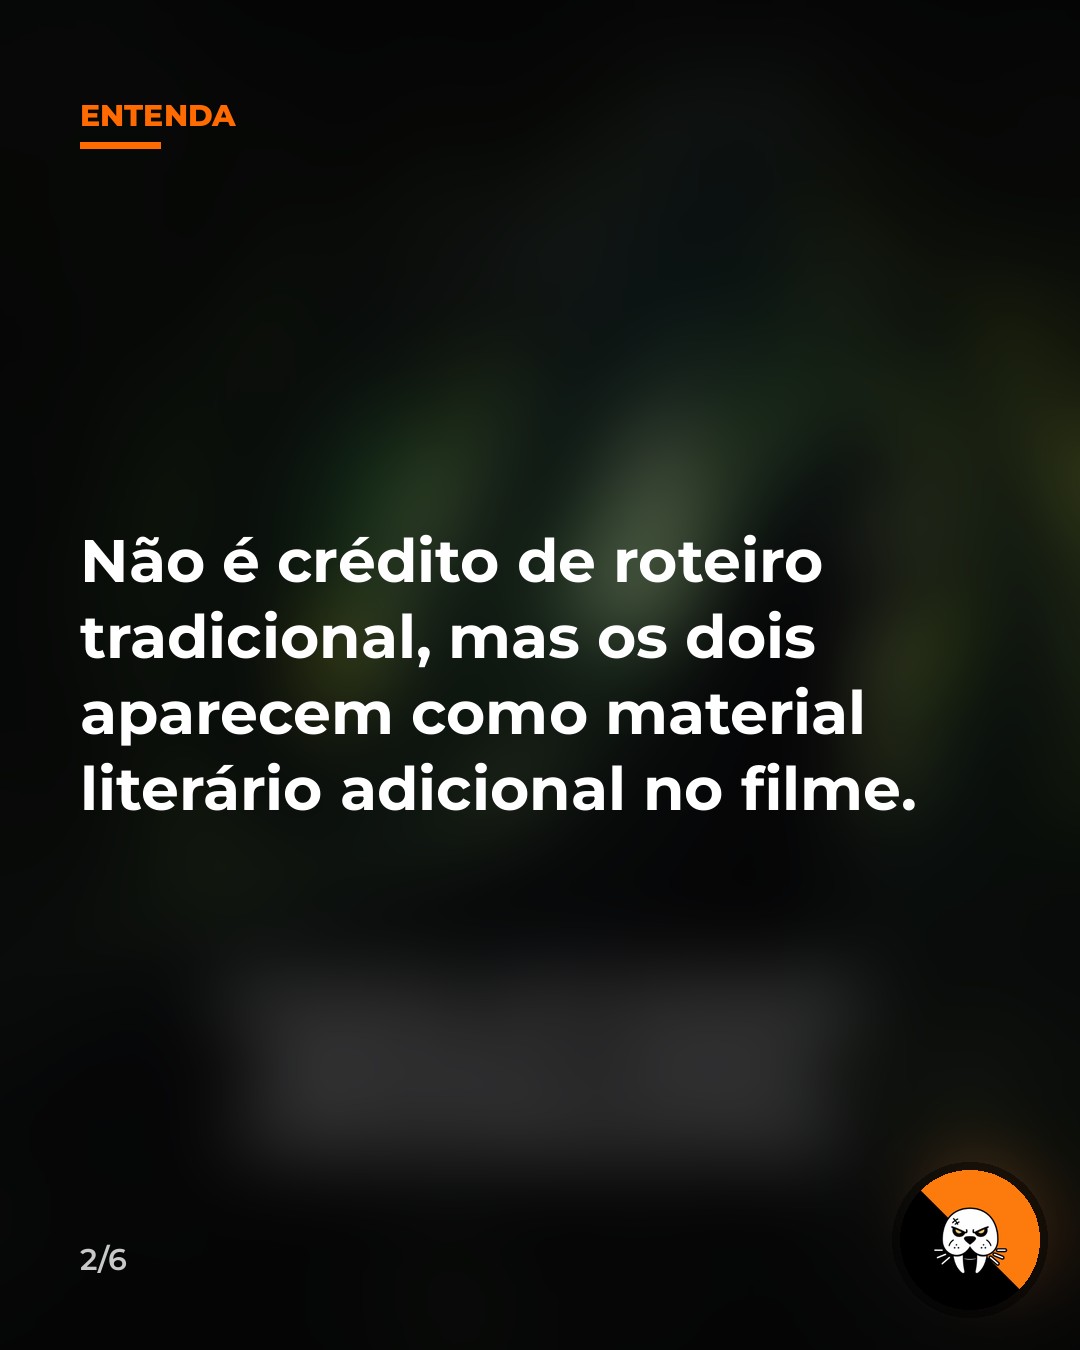 ENTENDA
Não é crédito de roteiro
tradicional, mas os dois
aparecem como material
literário adicional no filme.
2/6